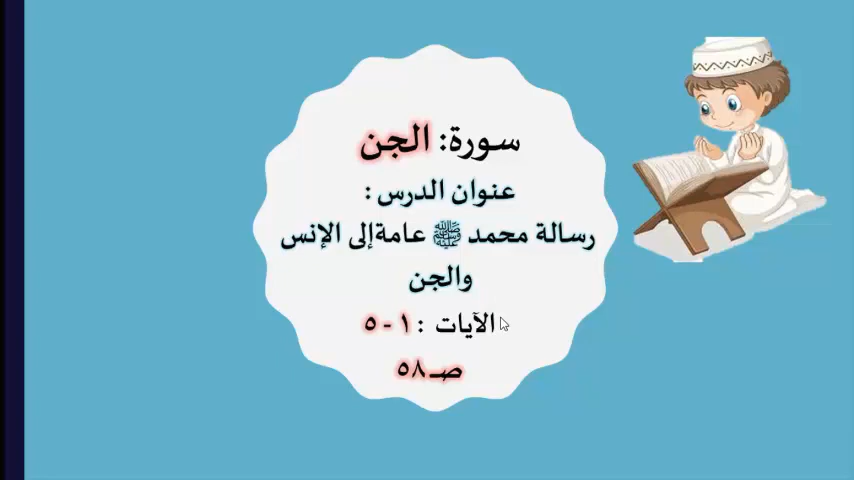 سورة: الجن
عنوان الدرس :
رسالة محمد ﷺ عامةإلى الإنس
والجن
الآيات : ١ - ٥
صـ٥٨